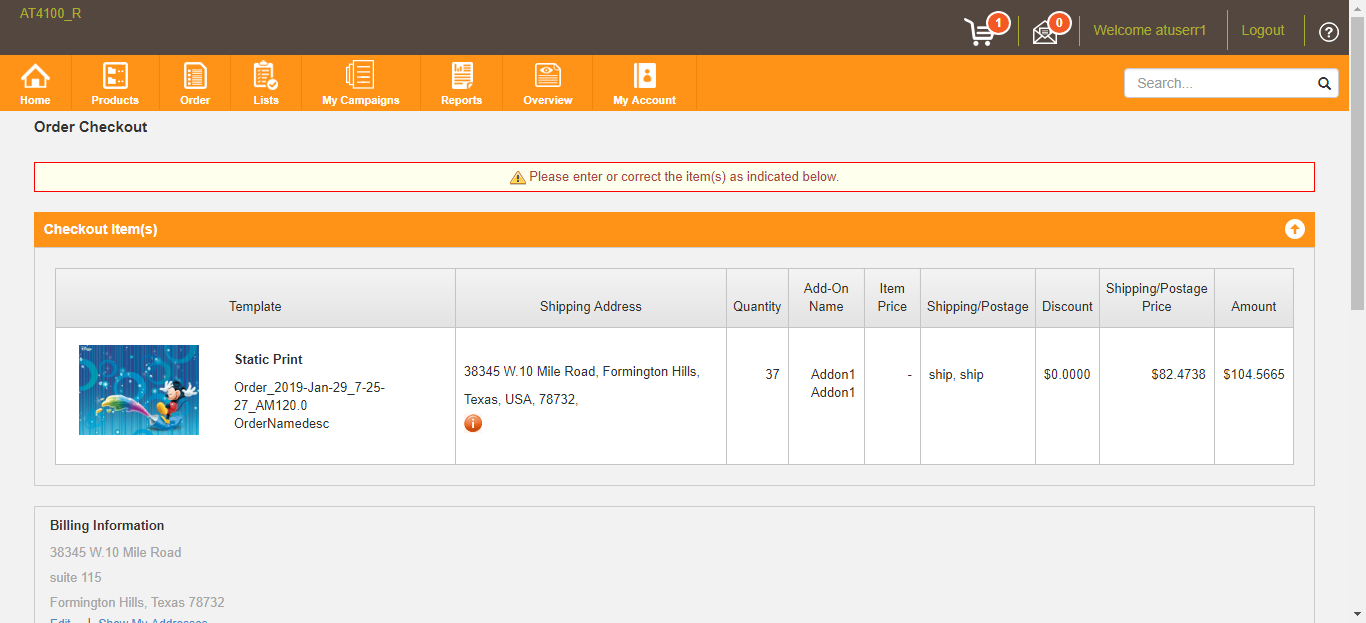 AT4100_R
1
0
Welcome atuserr1
Logout
?
Home
Products
Order
Lists
My Campaigns
Reports
Overview
My Account
Search...
Order Checkout
Please enter or correct the item(s) as indicated below.
Checkout Item(s)
Template
Shipping Address
Quantity
Add-On
Name
Item
Price
Shipping/Postage
Discount
Shipping/Postage
Price
Amount
Static Print
Order_2019-Jan-29_7-25-
27_AM120.0
OrderNamedesc
38345 W.10 Mile Road, Formington Hills,
Texas, USA, 78732,
37
Addon1
Addon1
-
ship, ship
$0.0000
$82.4738
$104.5665
Billing Information
38345 W.10 Mile Road
suite 115
Formington Hills, Texas 78732
Edit | Show My Addresses